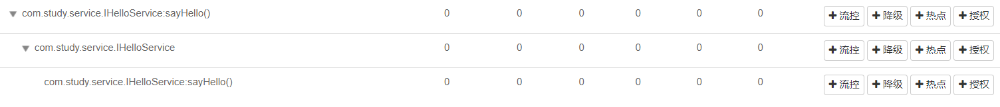 com.study.service.IHelloService:sayHello() 0 0 0 0 0 0 流控 降级 热点 授权
com.study.service.IHelloService 0 0 0 0 0 0 流控 降级 热点 授权
com.study.service.IHelloService:sayHello() 0 0 0 0 0 0 流控 降级 热点 授权